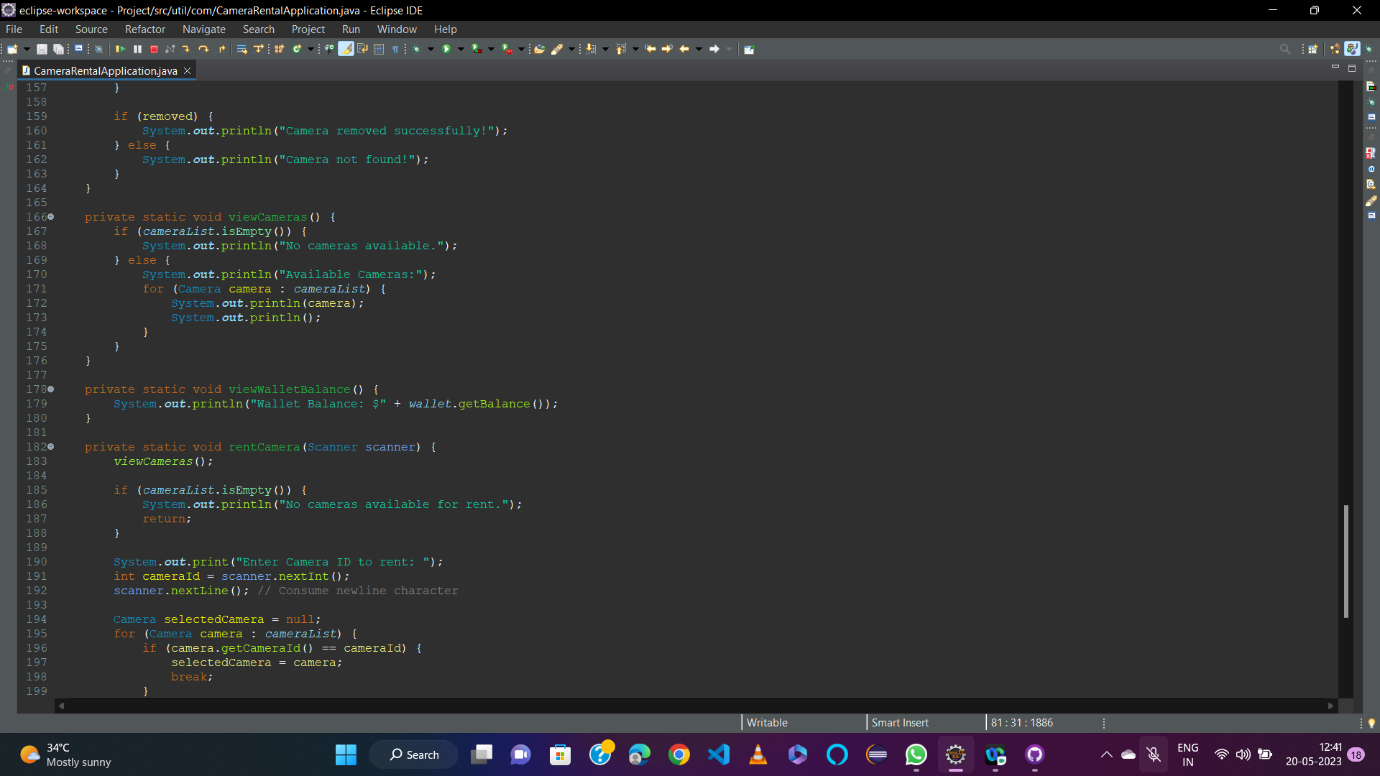 eclipse-workspace - Project/src/util/com/CameraRentalApplication.java - Eclipse IDE
File Edit Source Refactor Navigate Search Project Run Window Help
CameraRentalApplication.java
157 }
158
159 if (removed) {
160 System.out.println("Camera removed successfully!");
161 } else {
162 System.out.println("Camera not found!");
163 }
164 }
165
166 private static void viewCameras() {
167 if (cameraList.isEmpty()) {
168 System.out.println("No cameras available.");
169 } else {
170 System.out.println("Available Cameras:");
171 for (Camera camera : cameraList) {
172 System.out.println(camera);
173 System.out.println();
174 }
175 }
176 }
177
178 private static void viewWalletBalance() {
179 System.out.println("Wallet Balance: $" + wallet.getBalance());
180 }
181
182 private static void rentCamera(Scanner scanner) {
183 viewCameras();
184
185 if (cameraList.isEmpty()) {
186 System.out.println("No cameras available for rent.");
187 return;
188 }
189
190 System.out.print("Enter Camera ID to rent: ");
191 int cameraId = scanner.nextInt();
192 scanner.nextLine(); // Consume newline character
193
194 Camera selectedCamera = null;
195 for (Camera camera : cameraList) {
196 if (camera.getCameraId() == cameraId) {
197 selectedCamera = camera;
198 break;
199 }
Writable Smart Insert 81 : 31 : 1886
34°C
Mostly sunny
Search
ENG
IN
12:41
20-05-2023
18